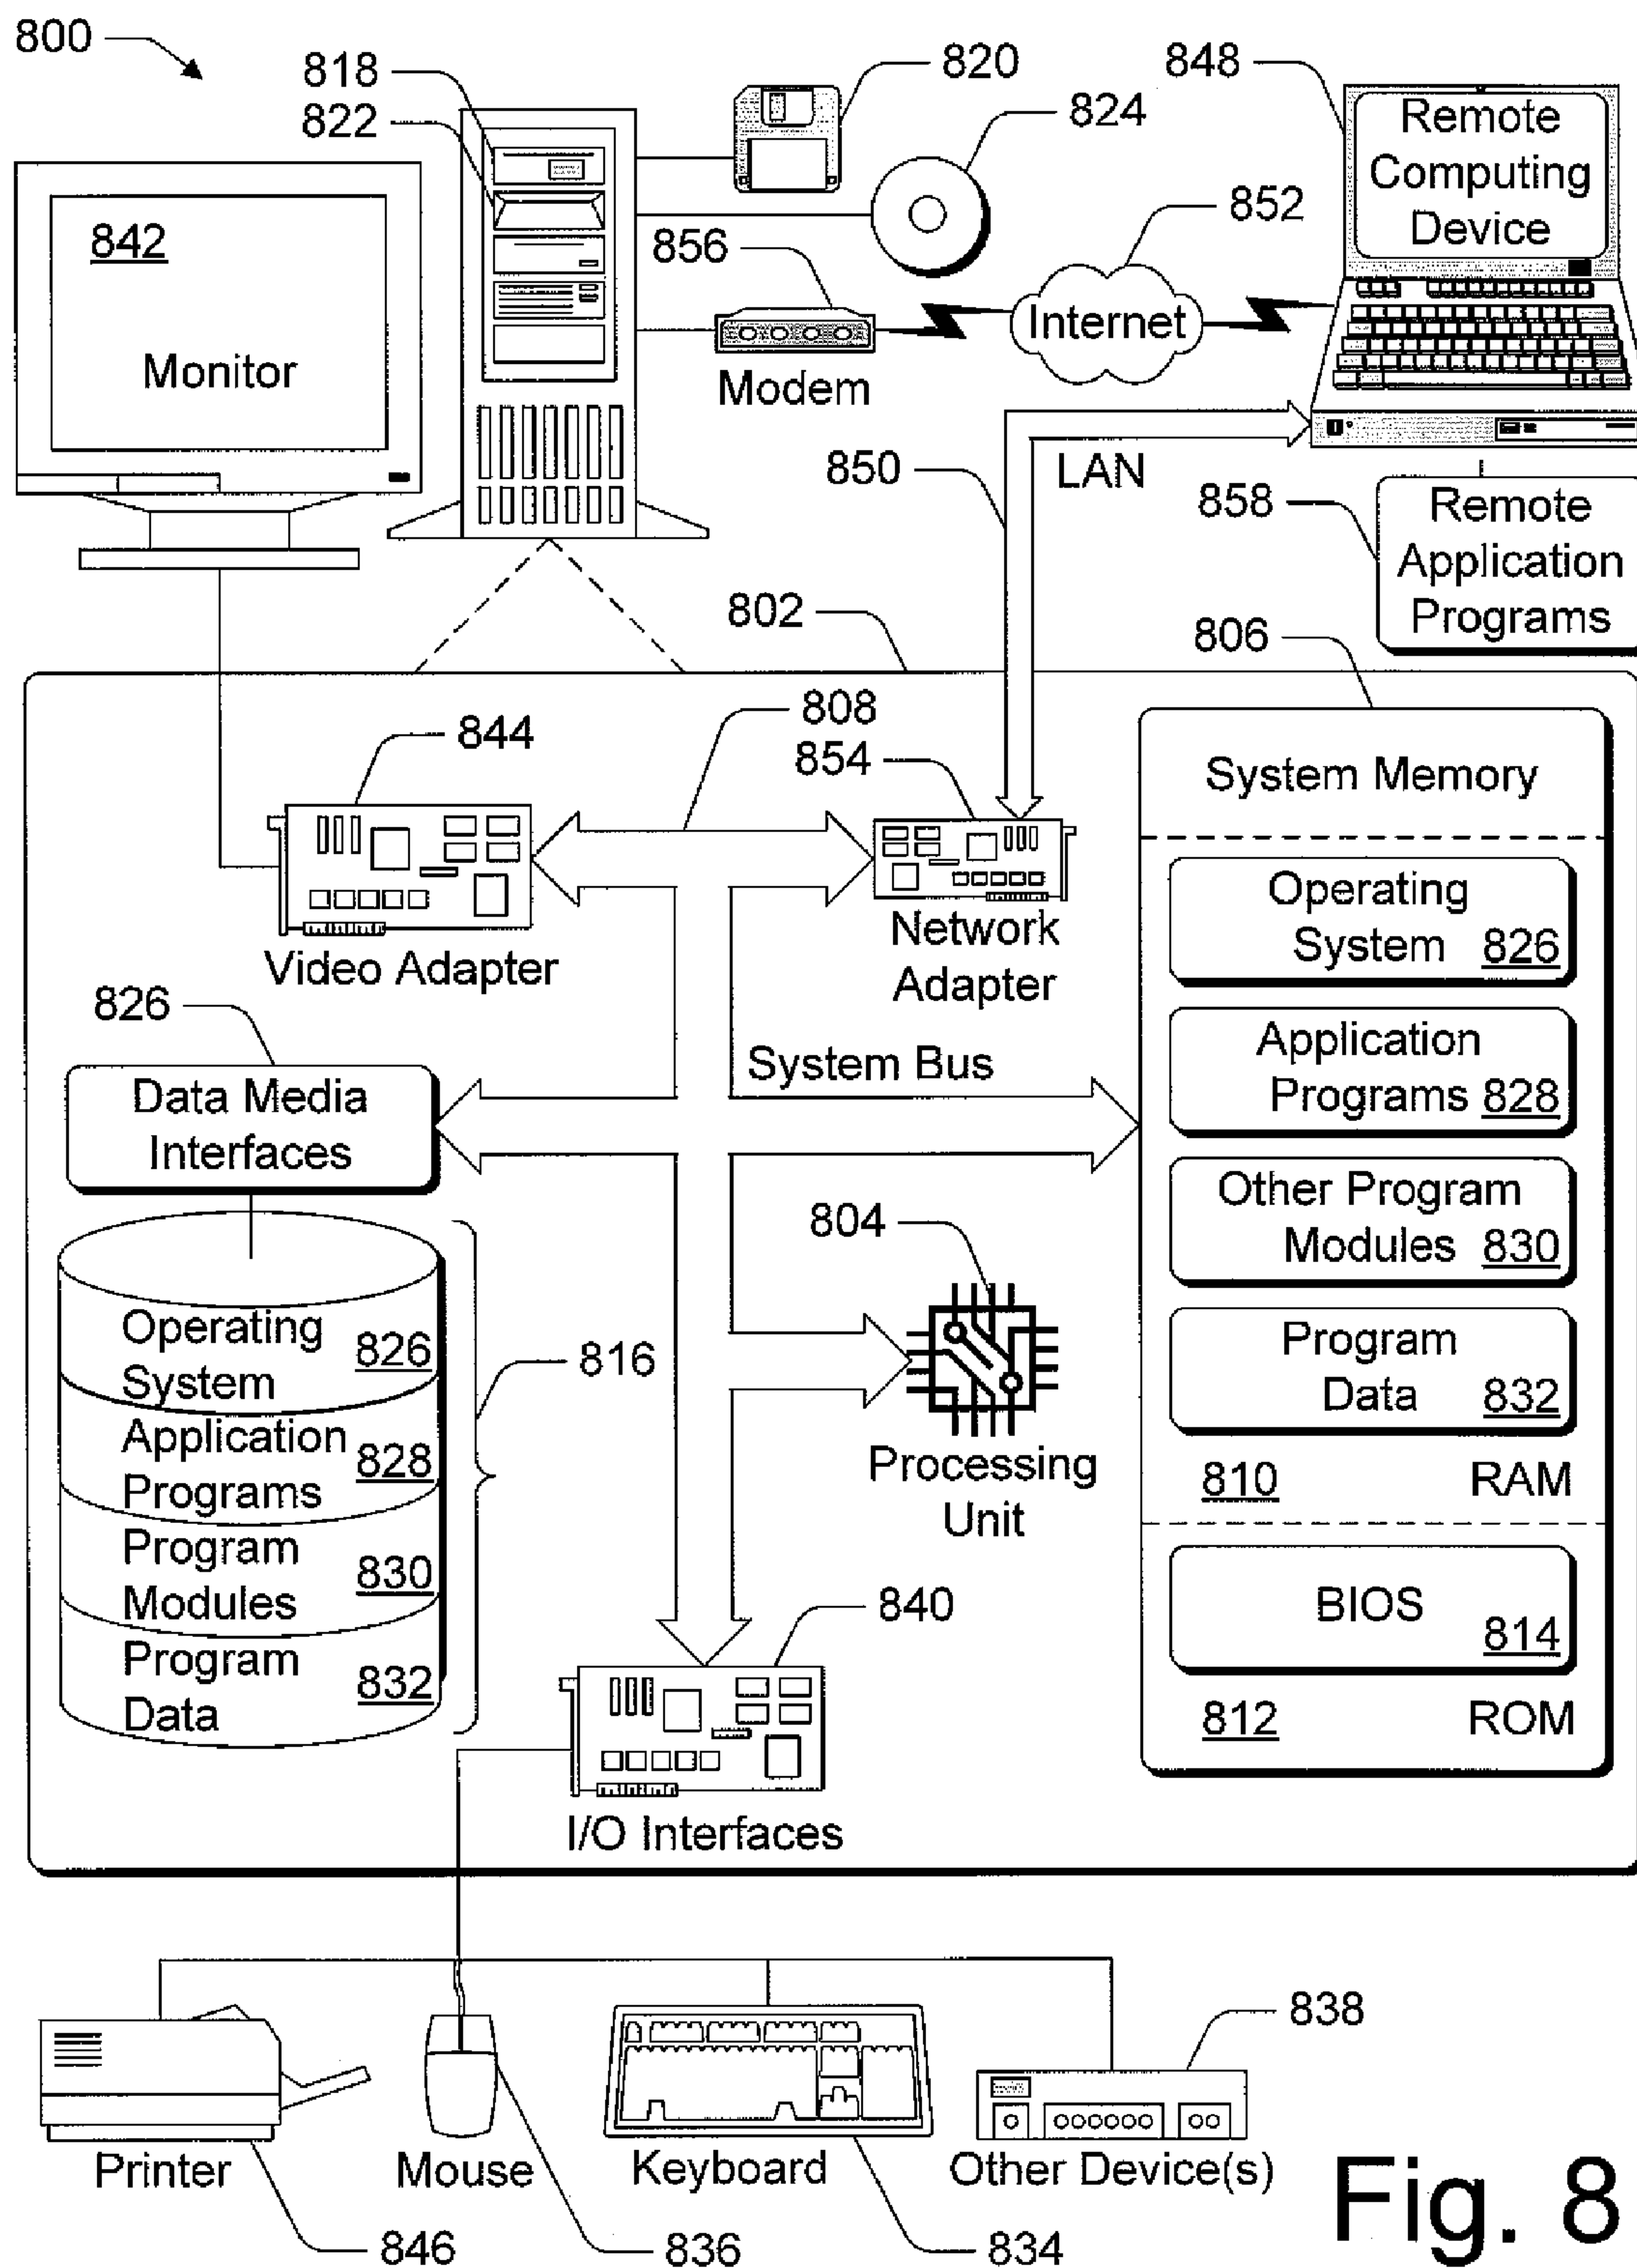 800
818
822
820
824
848
Remote
Computing
Device
852
842
856
Monitor
Internet
Modem
850
LAN
858
Remote
Application
Programs
802
806
808
844
854
System Memory
Operating
System 826
Video Adapter
Network
Adapter
826
Application
Programs 828
System Bus
Data Media
Interfaces
Other Program
Modules 830
804
Operating
System 826
816
Program
Data 832
Application
Programs 828
Processing
Unit
810 RAM
Program
Modules 830
840
BIOS
814
Program
Data 832
812 ROM
I/O Interfaces
838
Printer
Mouse
Keyboard
Other Device(s)
846
836
834
Fig. 8